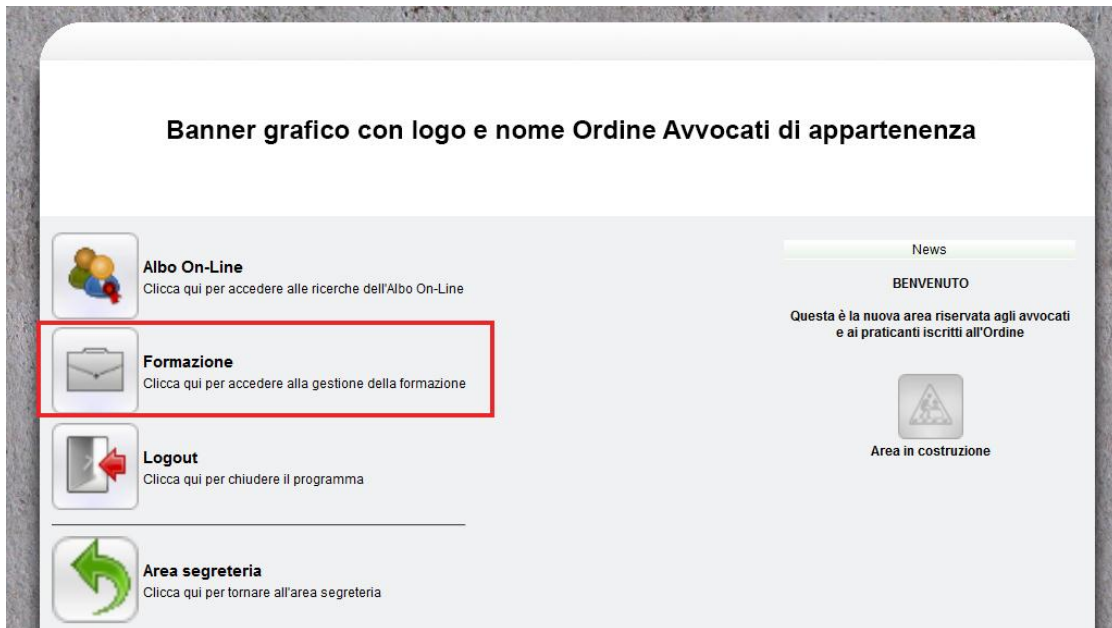 Banner grafico con logo e nome Ordine Avvocati di appartenenza
Albo On-Line
Clicca qui per accedere alle ricerche dell'Albo On-Line
Formazione
Clicca qui per accedere alla gestione della formazione
Logout
Clicca qui per chiudere il programma
Area segreteria
Clicca qui per tornare all'area segreteria
News
BENVENUTO
Questa è la nuova area riservata agli avvocati
e ai praticanti iscritti all'Ordine
Area in costruzione